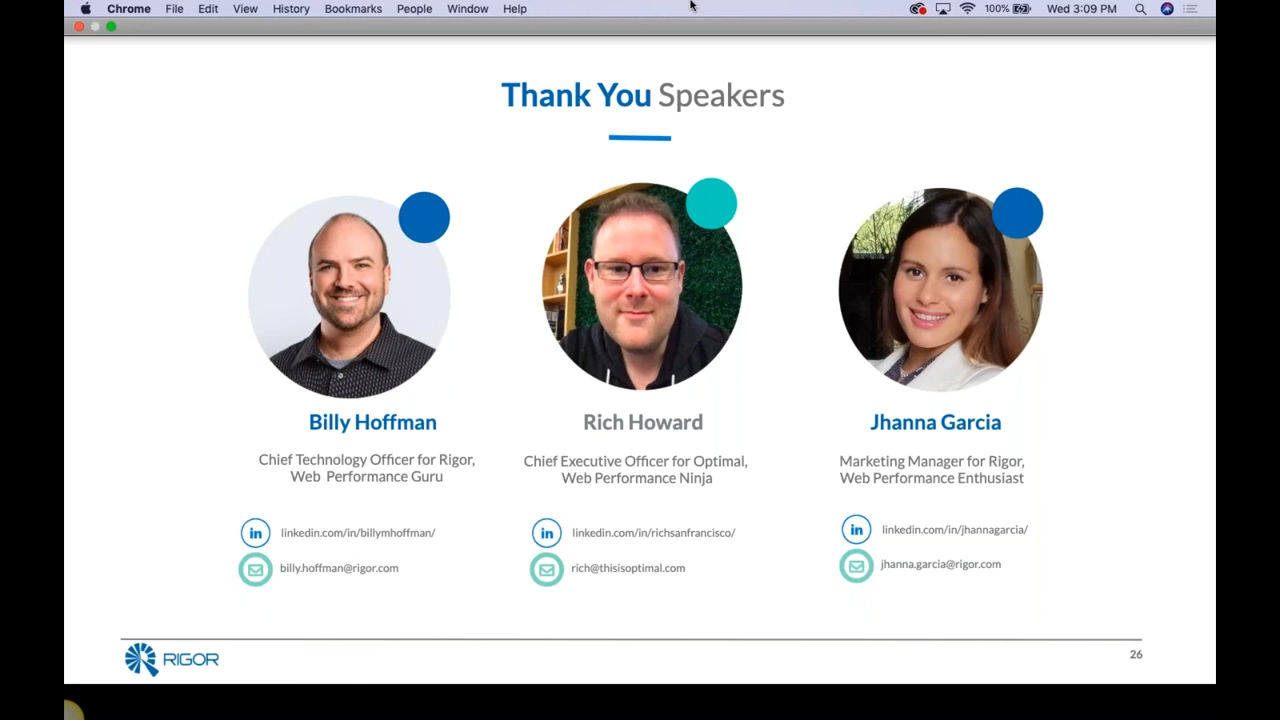 Chrome File Edit View History Bookmarks People Window Help 100% Wed 3:09 PM
Thank You Speakers
Billy Hoffman
Chief Technology Officer for Rigor,
Web Performance Guru
in linkedin.com/in/billymhoffman/
billy.hoffman@rigor.com
Rich Howard
Chief Executive Officer for Optimal,
Web Performance Ninja
in linkedin.com/in/richsanfrancisco/
rich@thisisoptimal.com
Jhanna Garcia
Marketing Manager for Rigor,
Web Performance Enthusiast
in linkedin.com/in/jhannagarcia/
jhanna.garcia@rigor.com
RIGOR
26